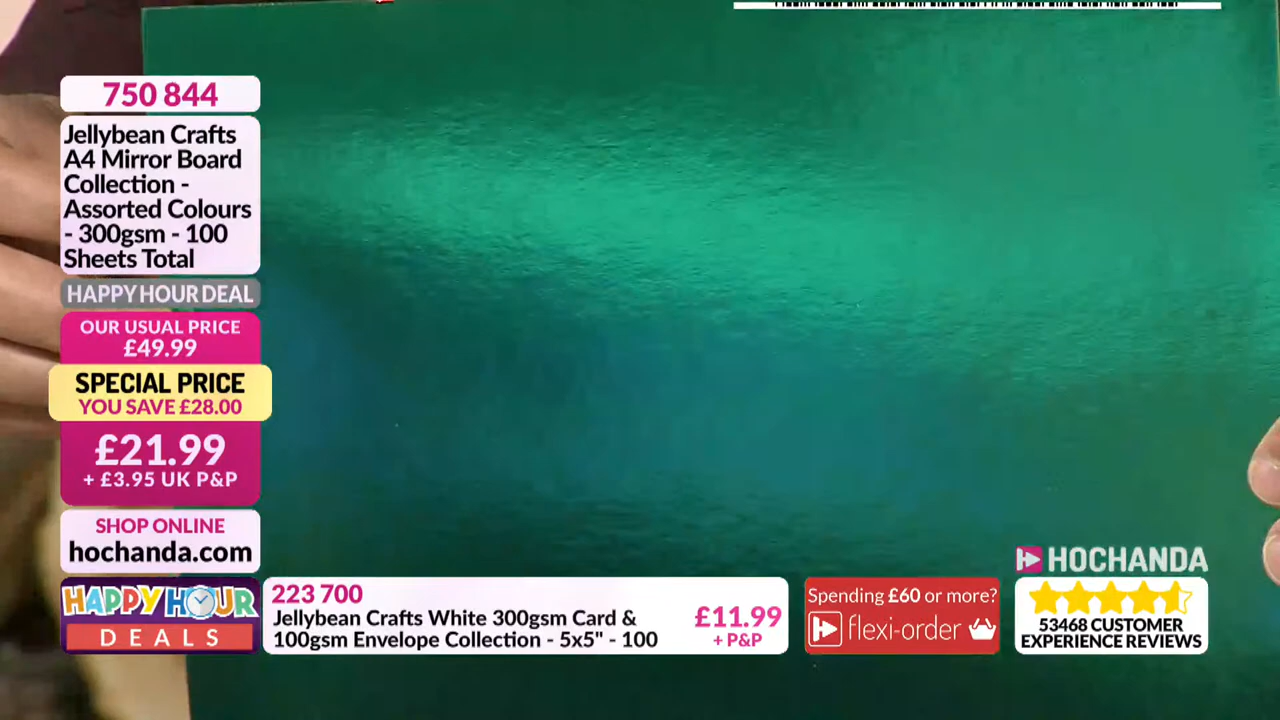 750 844
Jellybean Crafts
A4 Mirror Board
Collection -
Assorted Colours
- 300gsm - 100
Sheets Total
HAPPY HOUR DEAL
OUR USUAL PRICE
£49.99
SPECIAL PRICE
YOU SAVE £28.00
£21.99
+ £3.95 UK P&P
SHOP ONLINE
hochanda.com
HAPPY HOUR
DEALS
223 700
Jellybean Crafts White 300gsm Card &
100gsm Envelope Collection - 5x5" - 100
£11.99
+ P&P
Spending £60 or more?
flexi-order
HOCHANDA
53468 CUSTOMER
EXPERIENCE REVIEWS